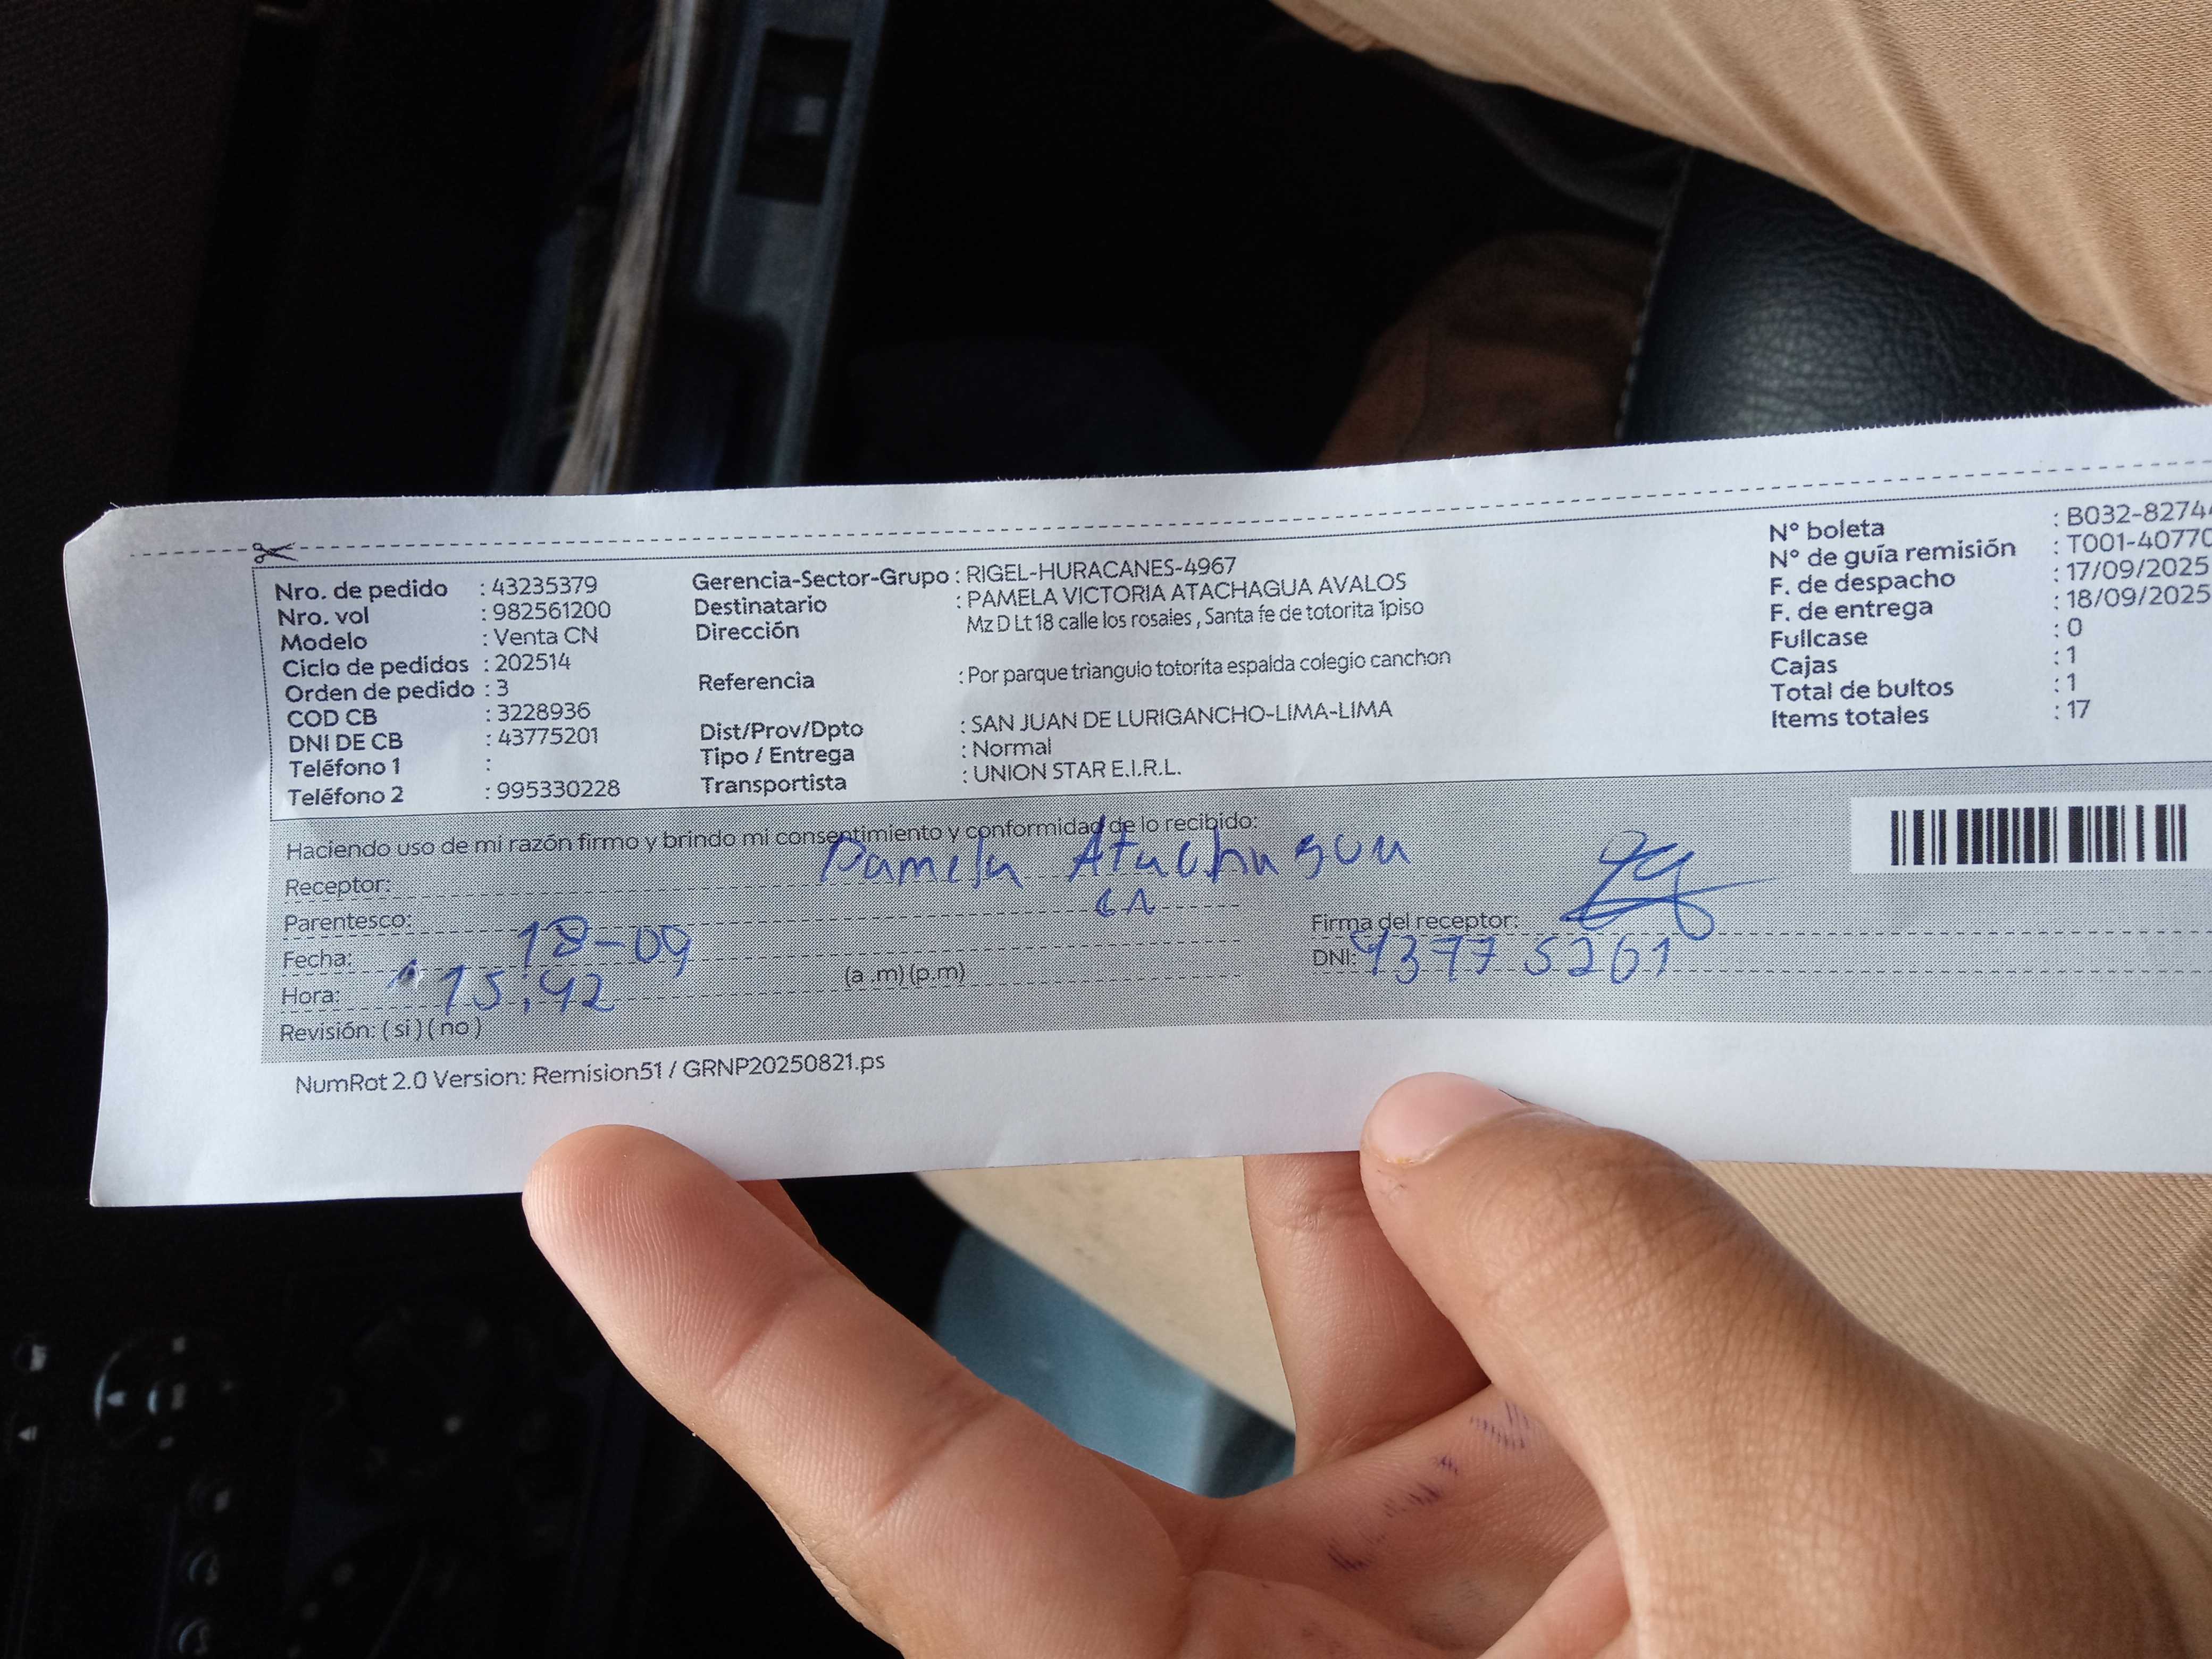 Nro. de pedido : 43235379
Nro. vol : 982561200
Modelo : Venta CN
Ciclo de pedidos : 202514
Orden de pedido : 3
COD CB : 3228936
DNI DE CB : 43775201
Teléfono 1 :
Teléfono 2 : 995330228
Gerencia-Sector-Grupo : RIGEL-HURACANES-4967
Destinatario : PAMELA VICTORIA ATACHAGUA AVALOS
Dirección Mz D Lt 18 calle los rosales , Santa fe de totorita 1piso
Referencia : Por parque triangulo totorita espalda colegio canchon
Dist/Prov/Dpto : SAN JUAN DE LURIGANCHO-LIMA-LIMA
Tipo / Entrega : Normal
Transportista : UNION STAR E.I.R.L.
N° boleta : B032-8274
N° de guía remisión : T001-40770
F. de despacho : 17/09/2025
F. de entrega : 18/09/2025
Fullcase : 0
Cajas : 1
Total de bultos : 1
Items totales : 17
Haciendo uso de mi razón firmo y brindo mi consentimiento y conformidad de lo recibido:
Receptor: Pamela Atachagua
Parentesco:
Fecha: 18-09
Hora: 15:42 (a .m) (p.m)
Revisión: ( si ) ( no )
Firma del receptor:
DNI: 43775261
NumRot 2.0 Version: Remision51 / GRNP20250821.ps